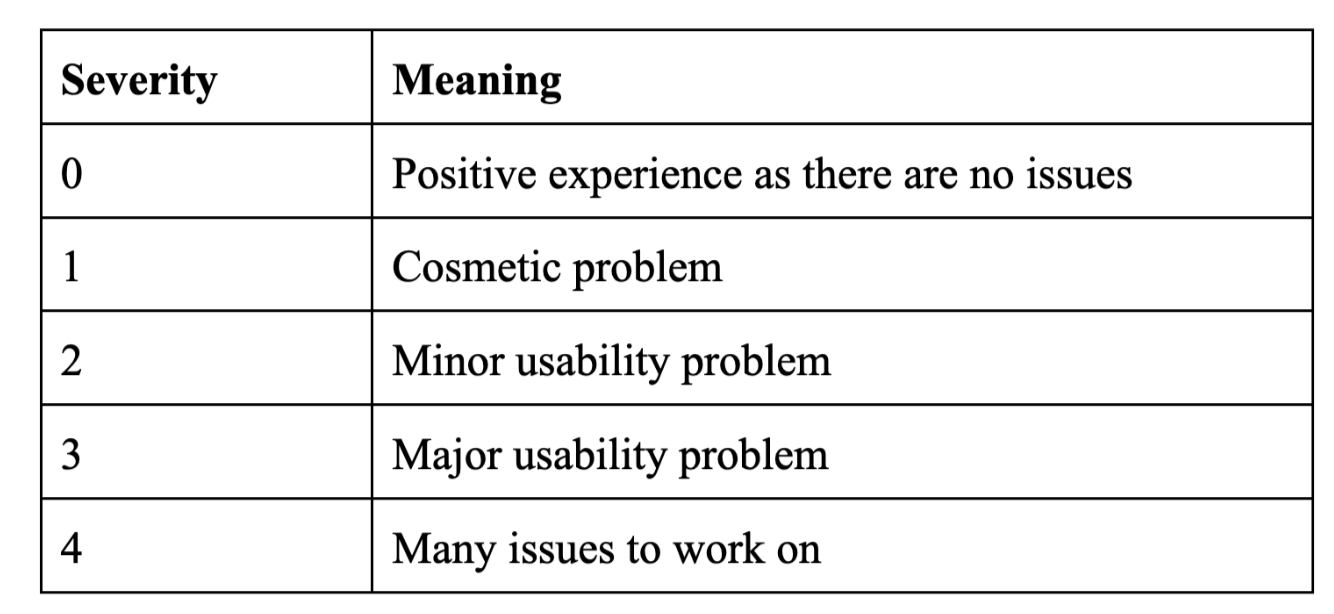 Severity Meaning
0 Positive experience as there are no issues
1 Cosmetic problem
2 Minor usability problem
3 Major usability problem
4 Many issues to work on